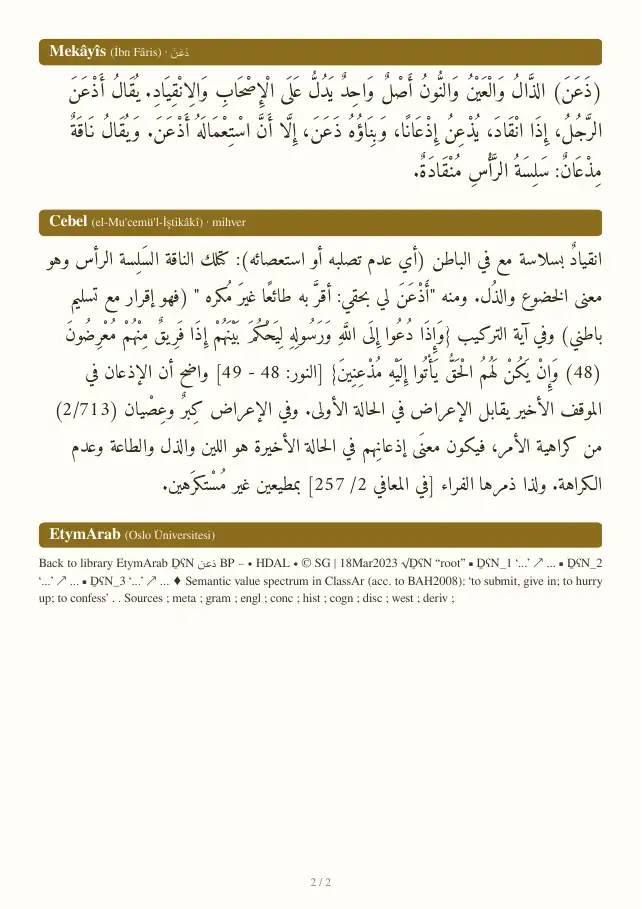 Mekâyîs (İbn Fâris) · ذَعَنَ
(ذَعَنَ) الذَّالُ وَالْعَيْنُ وَالنُّونُ أَصْلٌ وَاحِدٌ يَدُلُّ عَلَى الْإِصْحَابِ وَالِانْقِيَادِ. يُقَالُ أَذْعَنَ
الرَّجُلُ، إِذَا انْقَادَ، يُذْعِنُ إِذْعَانًا، وَبِنَاؤُهُ ذَعَنَ، إِلَّا أَنَّ اسْتِعْمَالَهُ أَذْعَنَ. وَيُقَالُ نَاقَةٌ
مِذْعَانٌ: سَلِسَةُ الرَّأْسِ مُنْقَادَةٌ.
Cebel (el-Mu'cemü'l-İştikâkî) · mihver
انقيادٌ بسلاسة مع في الباطن (أي عدم تصلبه أو استعصائه): كتلك الناقة السَلِسة الرأس وهو
معنى الخضوع والذُل. ومنه "أَذْعَنَ لي بحقي: أقرَّ به طائعًا غيرَ مُكره " (فهو إقرار مع تسليم
باطني) وفي آية التركيب {وَإِذَا دُعُوا إِلَى اللَّهِ وَرَسُولِهِ لِيَحْكُمَ بَيْنَهُمْ إِذَا فَرِيقٌ مِنْهُمْ مُعْرِضُونَ
(48) وَإِنْ يَكُنْ لَهُمُ الْحَقُّ يَأْتُوا إِلَيْهِ مُذْعِنِينَ} [النور: 48 - 49] واضح أن الإذعان في
الموقف الأخير يقابل الإعراض في الحالة الأولى. وفي الإعراض كِبرٌ وعِصْيان (2/713)
من كراهية الأمر، فيكون معنَى إذعانِهم في الحالة الأخيرة هو اللين والذل والطاعة وعدم
الكراهة. ولذا ذمرها الفراء [في المعافي 2/ 257] بمطيعين غير مُسْتكرَهين.
EtymArab (Oslo Üniversitesi)
Back to library EtymArab ḎʕN ذعن BP – • HDAL • © SG | 18Mar2023 √ḎʕN “root” ▪ ḎʕN_1 ‘...’ ↗ ... ▪ ḎʕN_2
‘...’ ↗ ... ▪ ḎʕN_3 ‘...’ ↗ ... ♦ Semantic value spectrum in ClassAr (acc. to BAH2008): ‘to submit, give in; to hurry
up; to confess’ . . Sources ; meta ; gram ; engl ; conc ; hist ; cogn ; disc ; west ; deriv ;
2 / 2